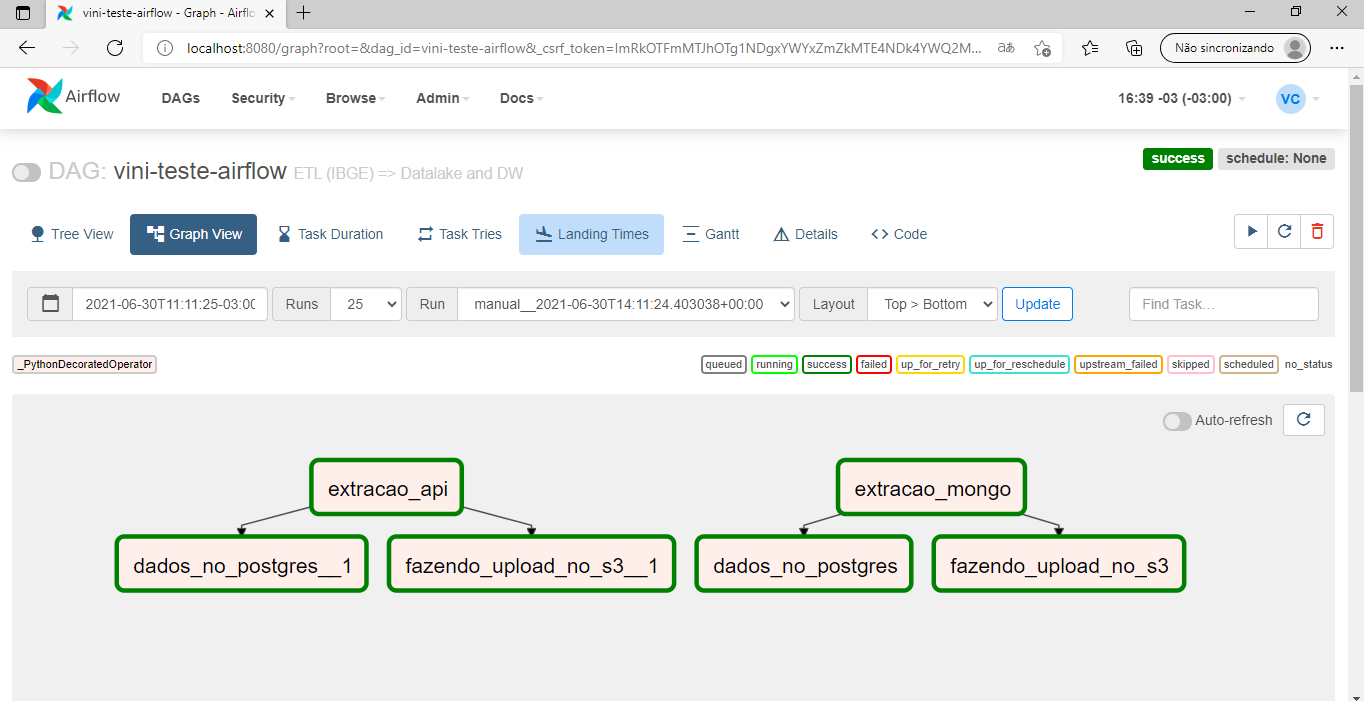 vini-teste-airflow - Graph - Airflo
localhost:8080/graph?root=&dag_id=vini-teste-airflow&_csrf_token=ImRkOTFmMTJhOTg1NDgxYWYxZmZkMTE4NDk4YWQ2M...
aあ
Não sincronizando
Airflow DAGs Security Browse Admin Docs 16:39 -03 (-03:00) VC
DAG: vini-teste-airflow ETL (IBGE) => Datalake and DW success schedule: None
Tree View Graph View Task Duration Task Tries Landing Times Gantt Details <> Code
2021-06-30T11:11:25-03:00 Runs 25 Run manual__2021-06-30T14:11:24.403038+00:00 Layout Top > Bottom Update Find Task...
_PythonDecoratedOperator queued running success failed up_for_retry up_for_reschedule upstream_failed skipped scheduled no_status
Auto-refresh
extracao_api extracao_mongo
dados_no_postgres__1 fazendo_upload_no_s3__1 dados_no_postgres fazendo_upload_no_s3